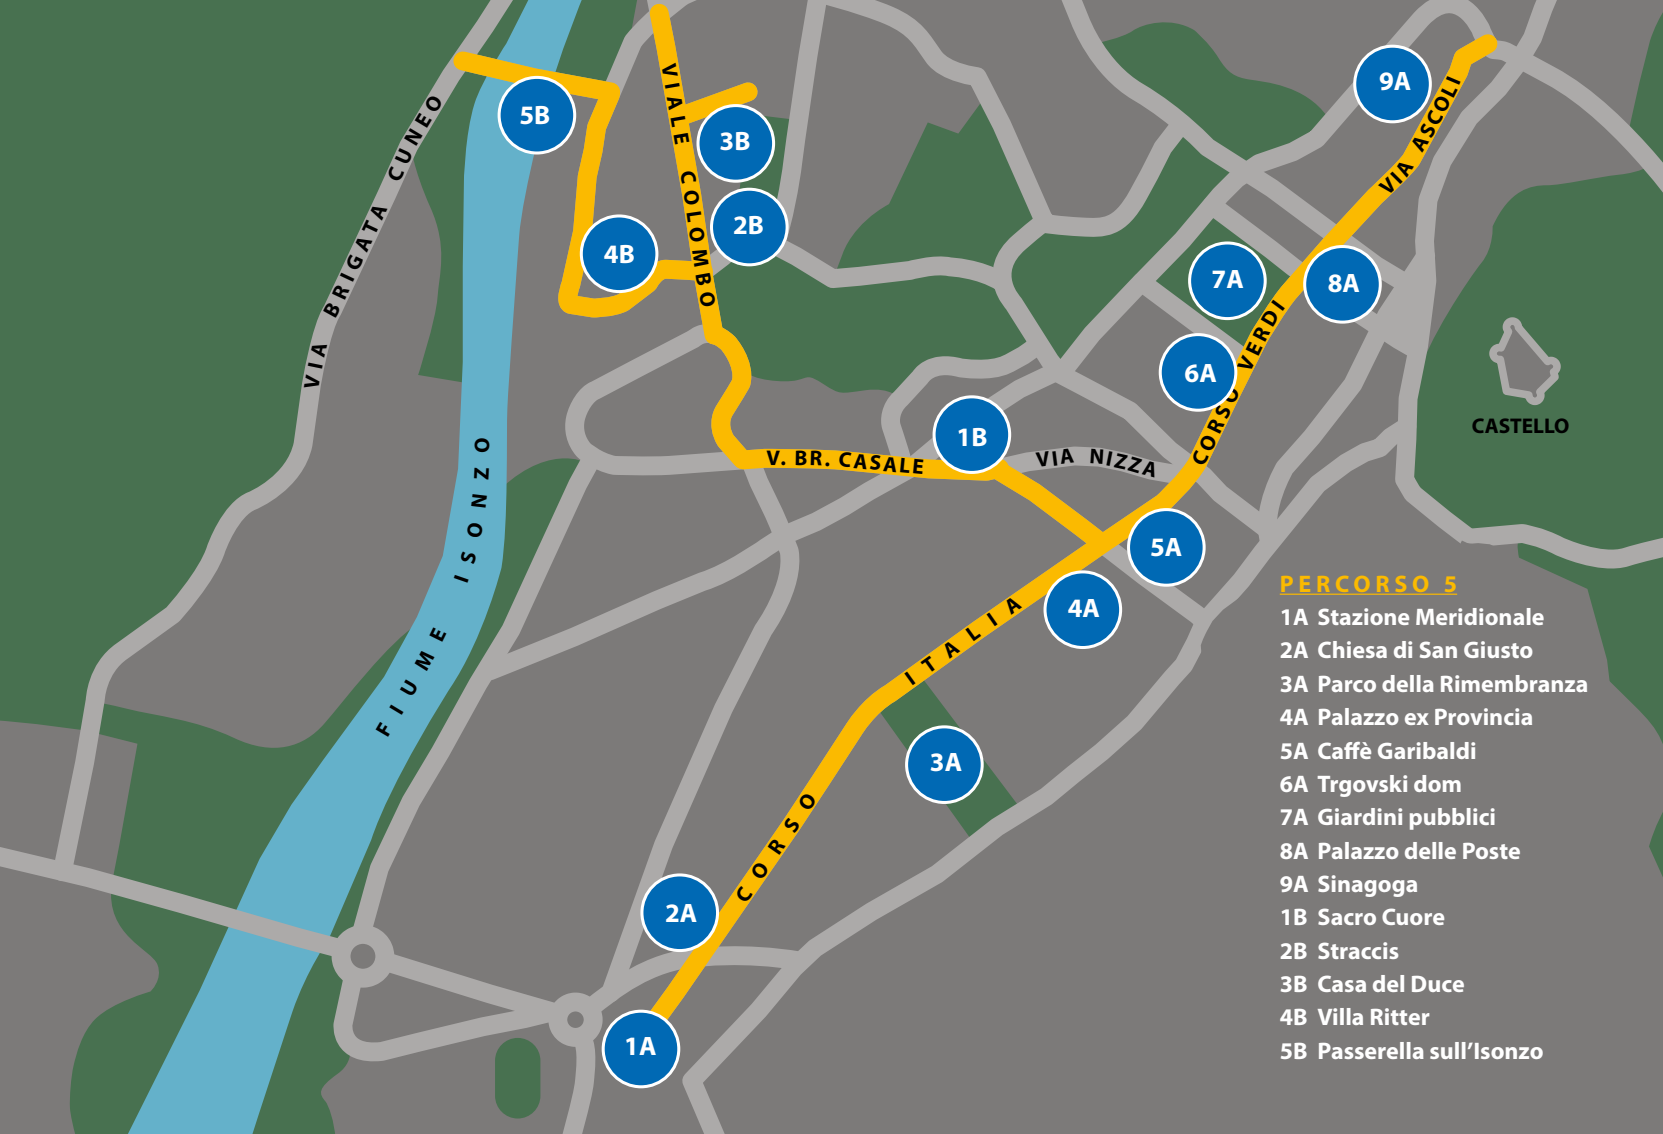 9A
5B
3B
2B
4B
7A
8A
6A
1B
5A
4A
3A
2A
1A
VIA BRIGATA CUNEO
FIUME ISONZO
VIALE COLOMBO
V. BR. CASALE
VIA NIZZA
CORSO VERDI
VIA ASCOLI
CORSO ITALIA
CASTELLO
PERCORSO 5
1A Stazione Meridionale
2A Chiesa di San Giusto
3A Parco della Rimembranza
4A Palazzo ex Provincia
5A Caffè Garibaldi
6A Trgovski dom
7A Giardini pubblici
8A Palazzo delle Poste
9A Sinagoga
1B Sacro Cuore
2B Straccis
3B Casa del Duce
4B Villa Ritter
5B Passerella sull’Isonzo